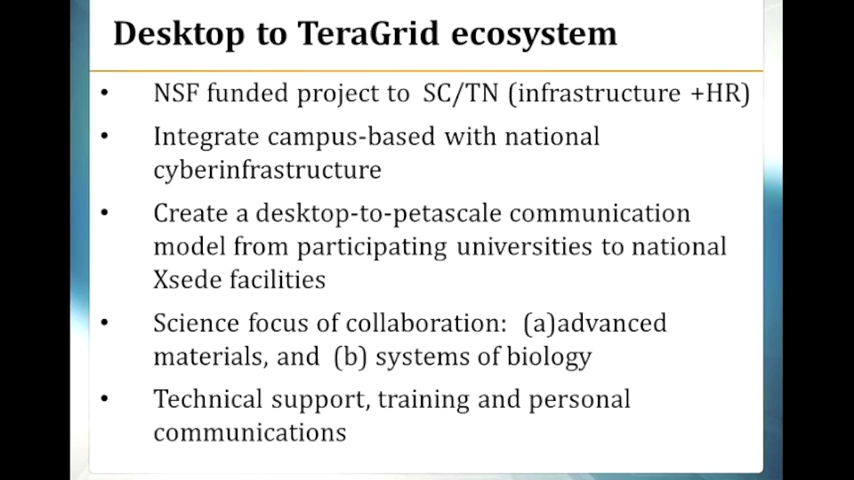 Desktop to TeraGrid ecosystem
• NSF funded project to SC/TN (infrastructure +HR)
• Integrate campus-based with national
cyberinfrastructure
• Create a desktop-to-petascale communication
model from participating universities to national
Xsede facilities
• Science focus of collaboration: (a)advanced
materials, and (b) systems of biology
• Technical support, training and personal
communications